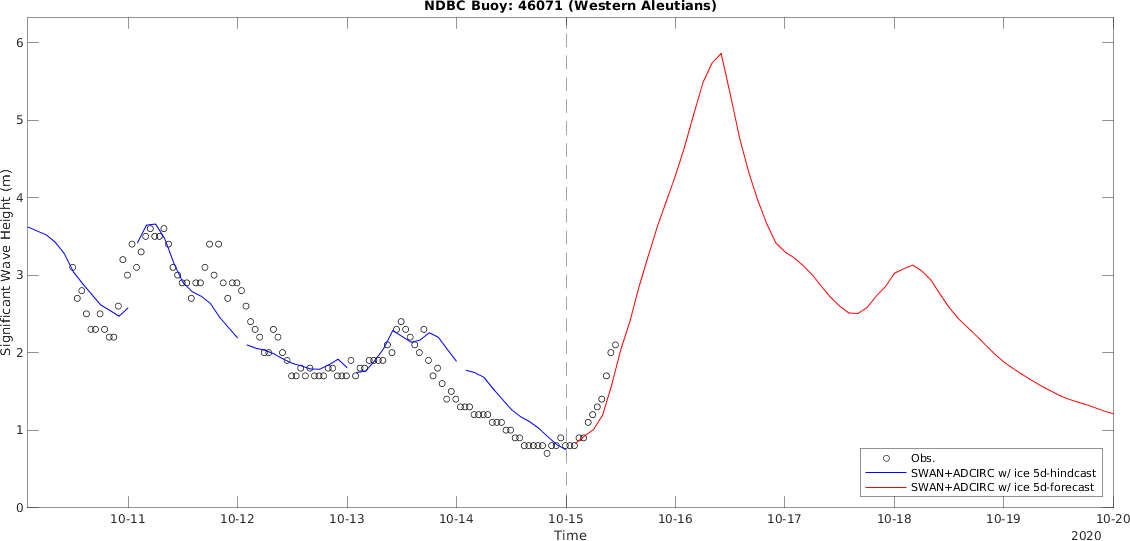 NDBC Buoy: 46071 (Western Aleutians)
6
5
4
3
2
1
0
Significant Wave Height (m)
Obs.
SWAN+ADCIRC w/ ice 5d-hindcast
SWAN+ADCIRC w/ ice 5d-forecast
10-11 10-12 10-13 10-14 10-15 10-16 10-17 10-18 10-19 10-20
Time
2020